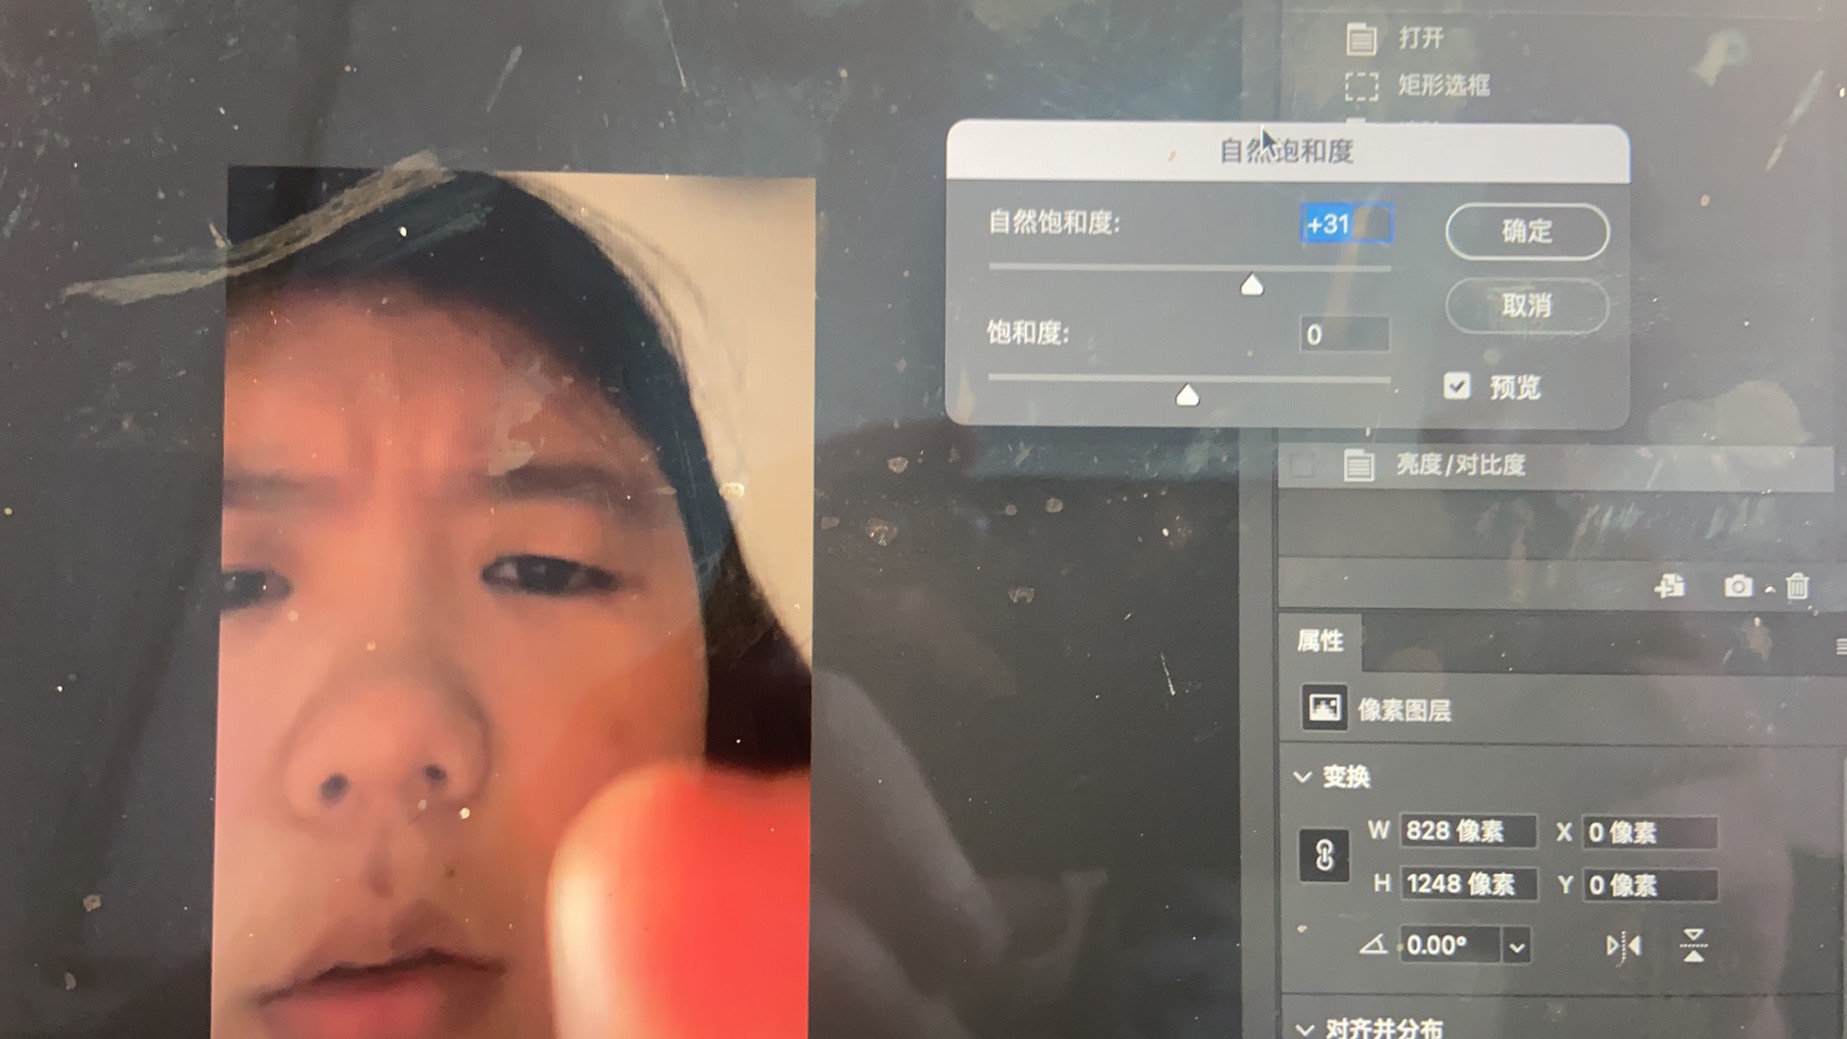 打开
矩形选框
自然饱和度
自然饱和度: +31
确定
饱和度: 0
取消
预览
亮度/对比度
属性
像素图层
变换
W 828 像素 X 0 像素
H 1248 像素 Y 0 像素
0.00°
对齐并分布